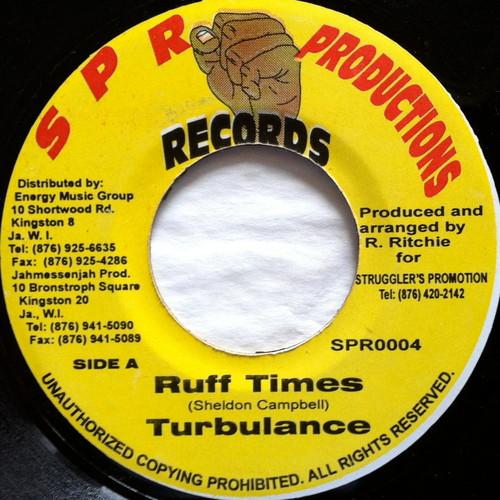 SPR PRODUCTIONS
RECORDS
Distributed by:
Energy Music Group
10 Shortwood Rd.
Kingston 8
Ja. W. I.
Tel: (876) 925-6635
Fax: (876) 925-4286
Jahmessenjah Prod.
10 Bronstroph Square
Kingston 20
Ja., W.I.
Tel: (876) 941-5090
Fax: (876) 941-5089
SIDE A
Produced and
arranged by
R. Ritchie
for
STRUGGLER'S PROMOTION
Tel: (876) 420-2142
SPR0004
Ruff Times
(Sheldon Campbell)
Turbulance
UNAUTHORIZED COPYING PROHIBITED. ALL RIGHTS RESERVED.